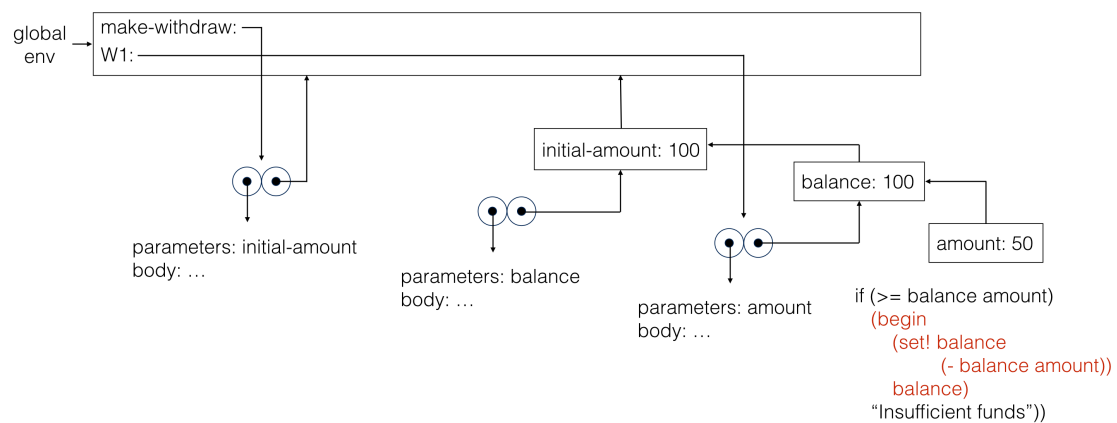 global
env
make-withdraw:
W1:
initial-amount: 100
balance: 100
amount: 50
parameters: initial-amount
body: …
parameters: balance
body: …
parameters: amount
body: …
if (>= balance amount)
(begin
(set! balance
(- balance amount))
balance)
“Insufficient funds”))